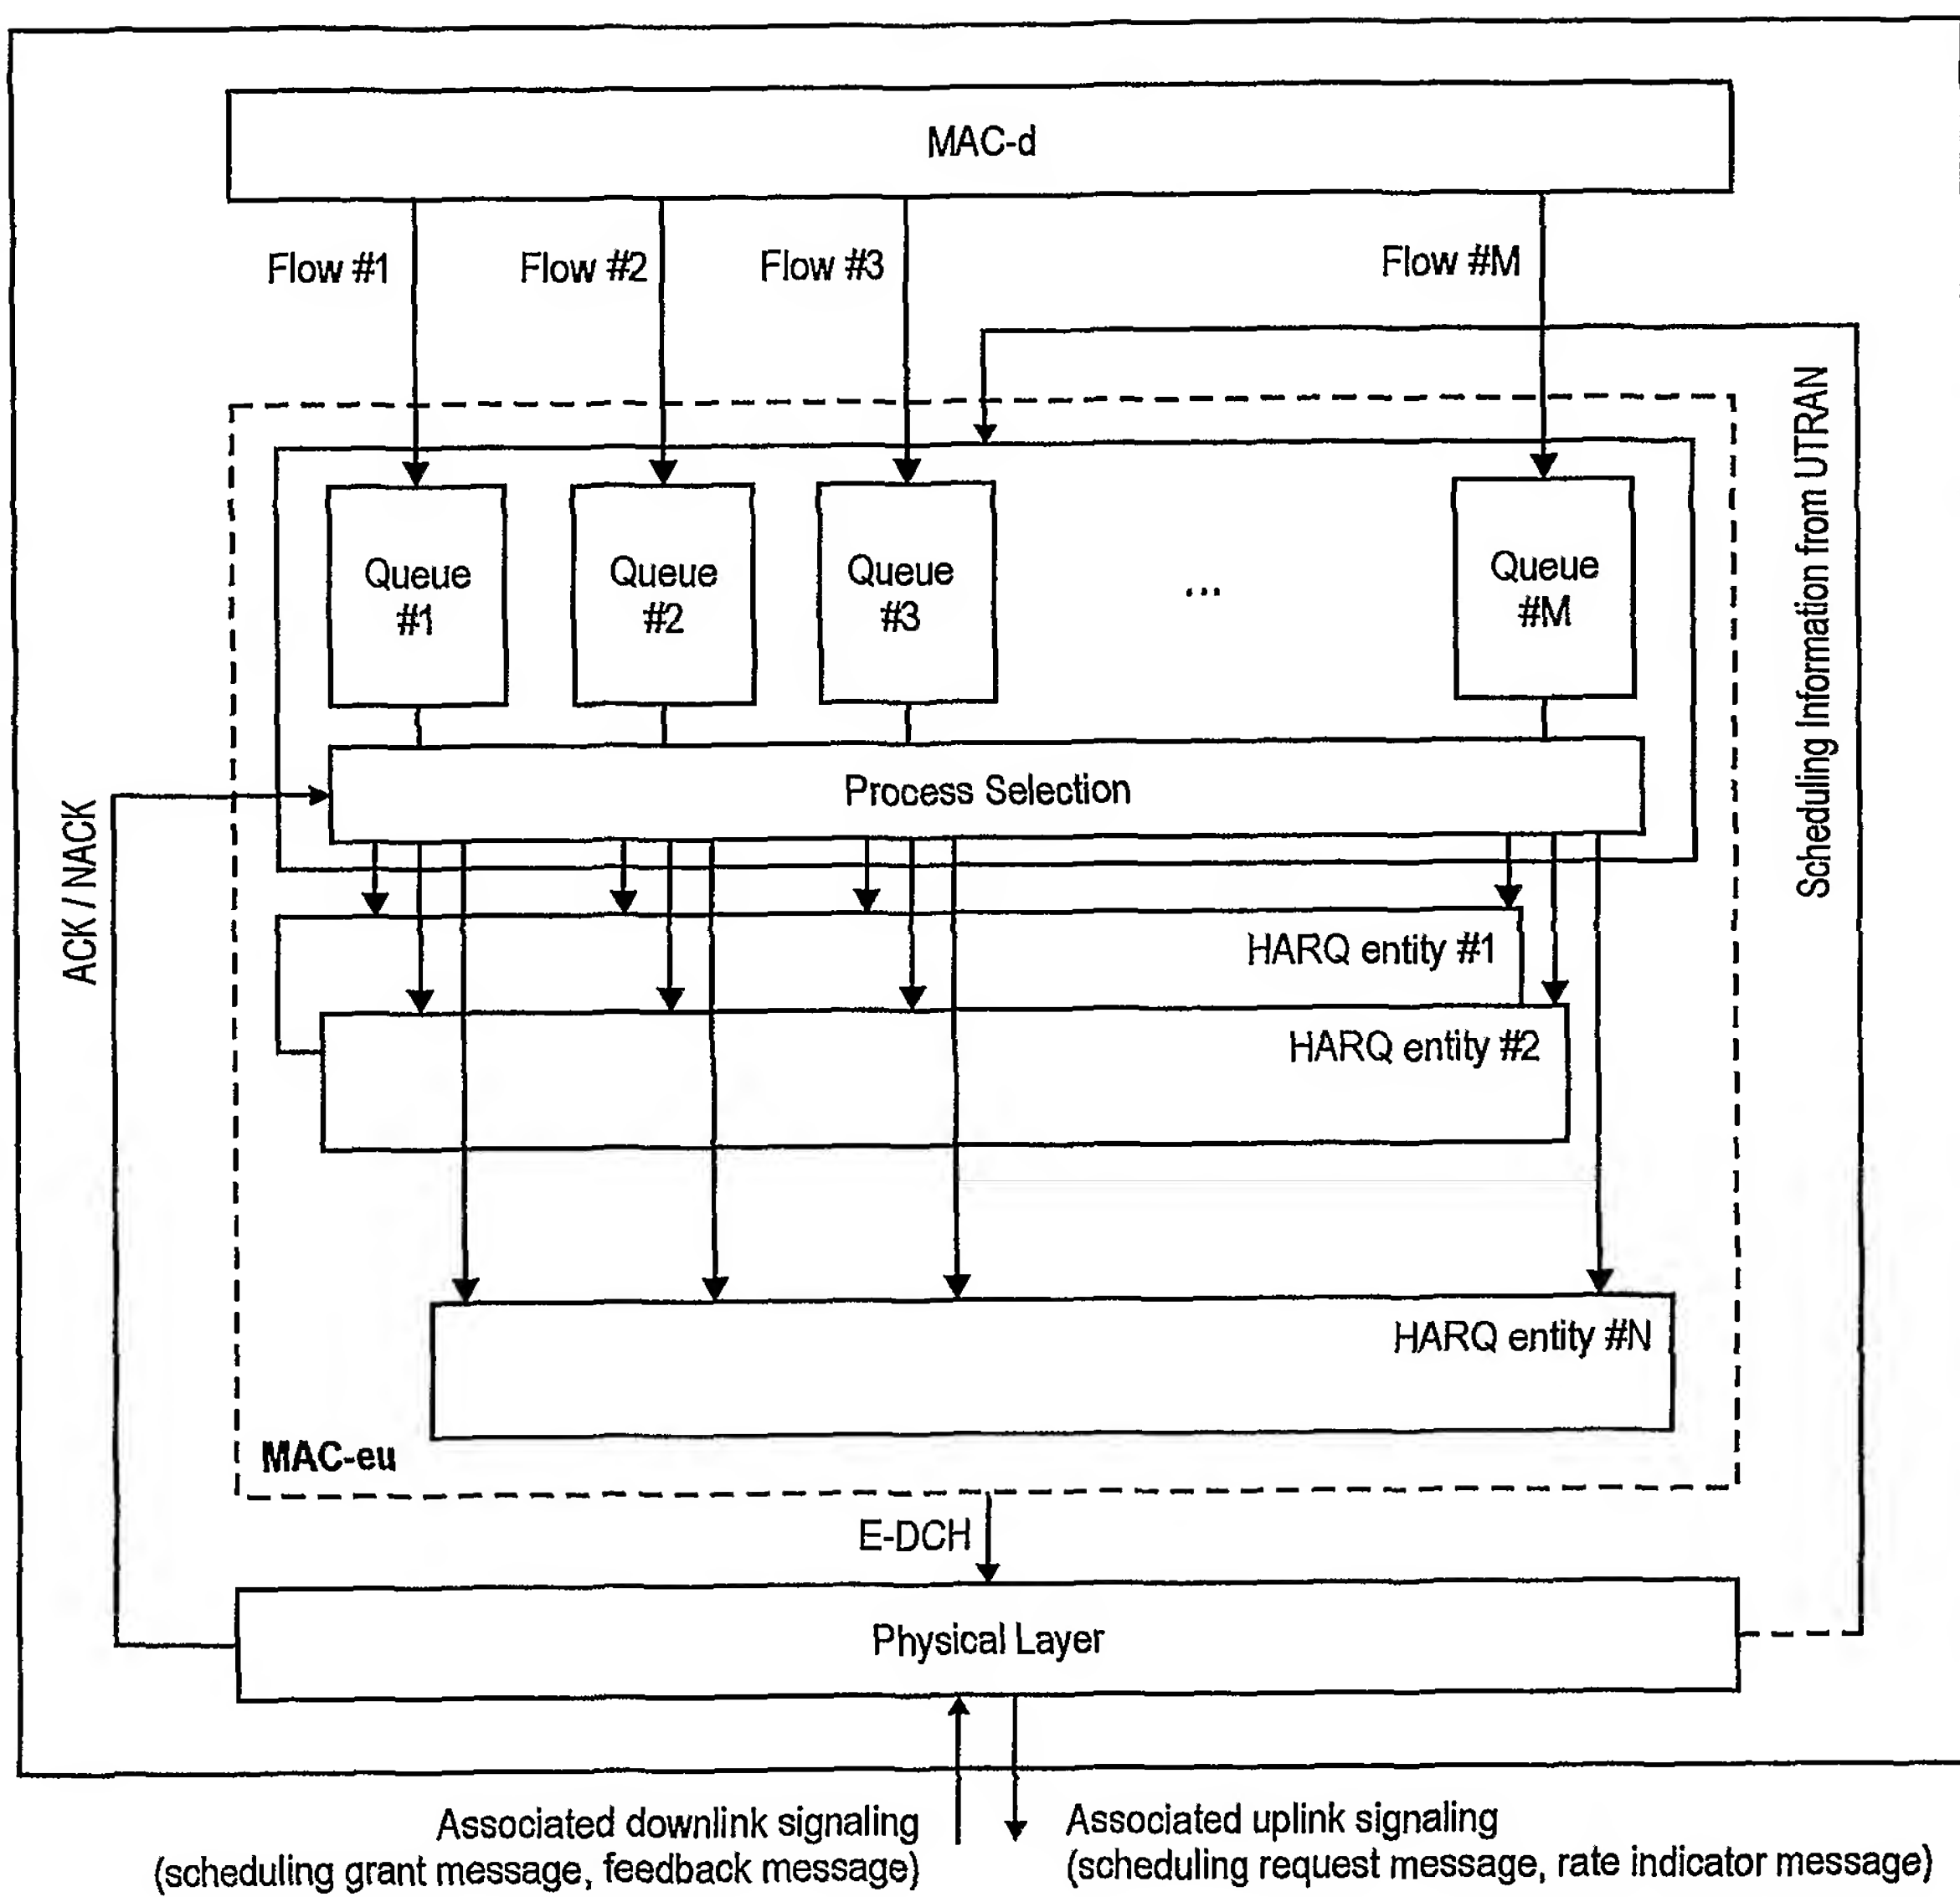 MAC-d
Flow #1
Flow #2
Flow #3
Flow #M
Scheduling Information from UTRAN
Queue
#1
Queue
#2
Queue
#3
...
Queue
#M
Process Selection
ACK / NACK
HARQ entity #1
HARQ entity #2
HARQ entity #N
MAC-eu
E-DCH
Physical Layer
Associated downlink signaling
(scheduling grant message, feedback message)
Associated uplink signaling
(scheduling request message, rate indicator message)